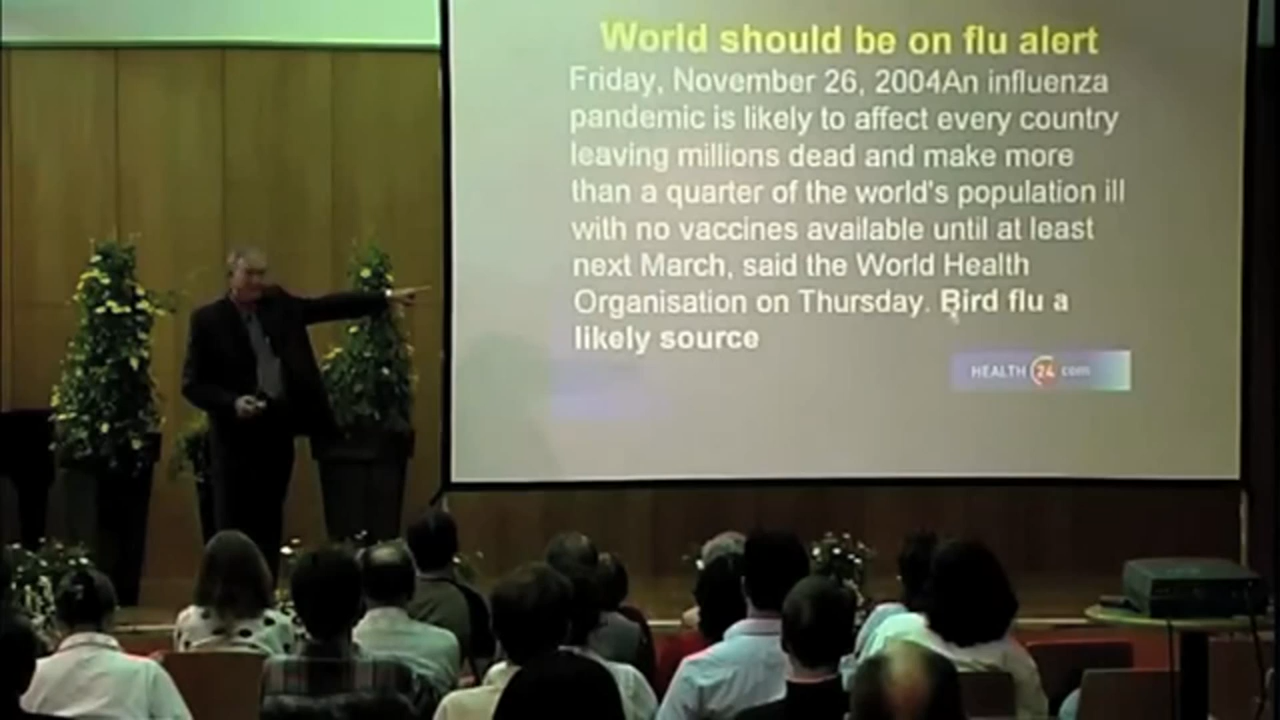 World should be on flu alert
Friday, November 26, 2004An influenza
pandemic is likely to affect every country
leaving millions dead and make more
than a quarter of the world's population ill
with no vaccines available until at least
next March, said the World Health
Organisation on Thursday. Bird flu a
likely source
HEALTH 24 com